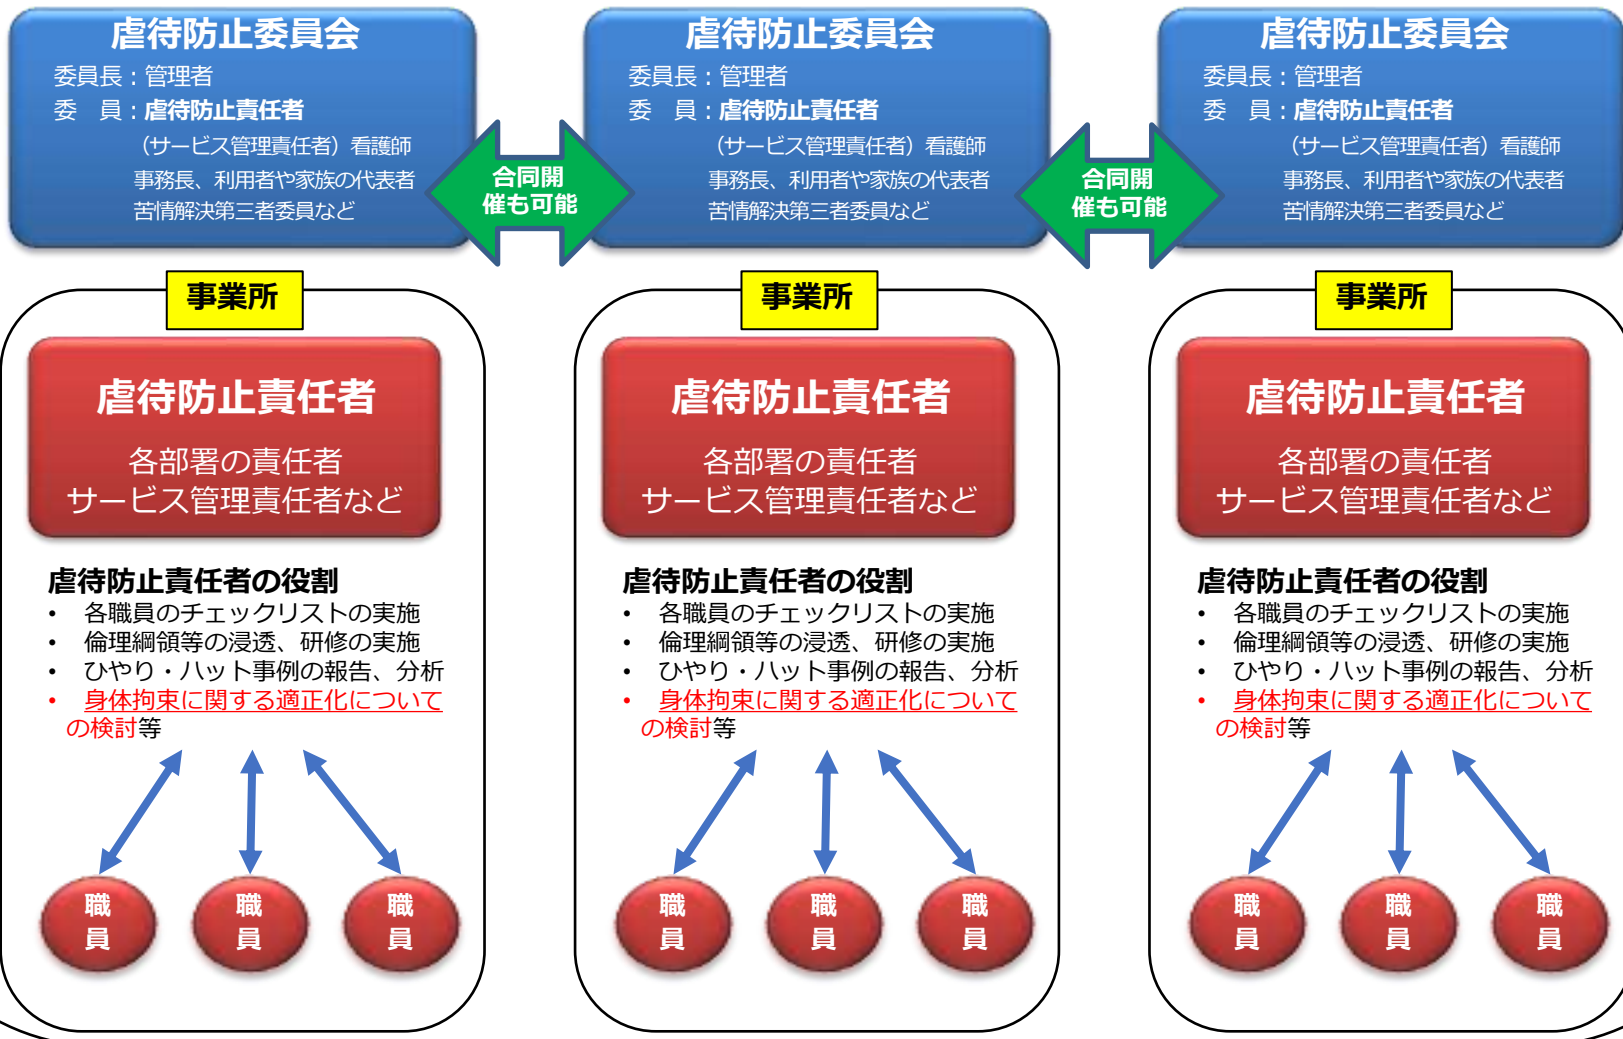 虐待防止委員会
委員長：管理者
委　員：虐待防止責任者
（サービス管理責任者）看護師
事務長、利用者や家族の代表者
苦情解決第三者委員など
合同開
催も可能
虐待防止委員会
委員長：管理者
委　員：虐待防止責任者
（サービス管理責任者）看護師
事務長、利用者や家族の代表者
苦情解決第三者委員など
合同開
催も可能
虐待防止委員会
委員長：管理者
委　員：虐待防止責任者
（サービス管理責任者）看護師
事務長、利用者や家族の代表者
苦情解決第三者委員など
事業所
虐待防止責任者
各部署の責任者
サービス管理責任者など
虐待防止責任者の役割
• 各職員のチェックリストの実施
• 倫理綱領等の浸透、研修の実施
• ひやり・ハット事例の報告、分析
• 身体拘束に関する適正化について
の検討等
職
員
職
員
職
員
事業所
虐待防止責任者
各部署の責任者
サービス管理責任者など
虐待防止責任者の役割
• 各職員のチェックリストの実施
• 倫理綱領等の浸透、研修の実施
• ひやり・ハット事例の報告、分析
• 身体拘束に関する適正化について
の検討等
職
員
職
員
職
員
事業所
虐待防止責任者
各部署の責任者
サービス管理責任者など
虐待防止責任者の役割
• 各職員のチェックリストの実施
• 倫理綱領等の浸透、研修の実施
• ひやり・ハット事例の報告、分析
• 身体拘束に関する適正化について
の検討等
職
員
職
員
職
員